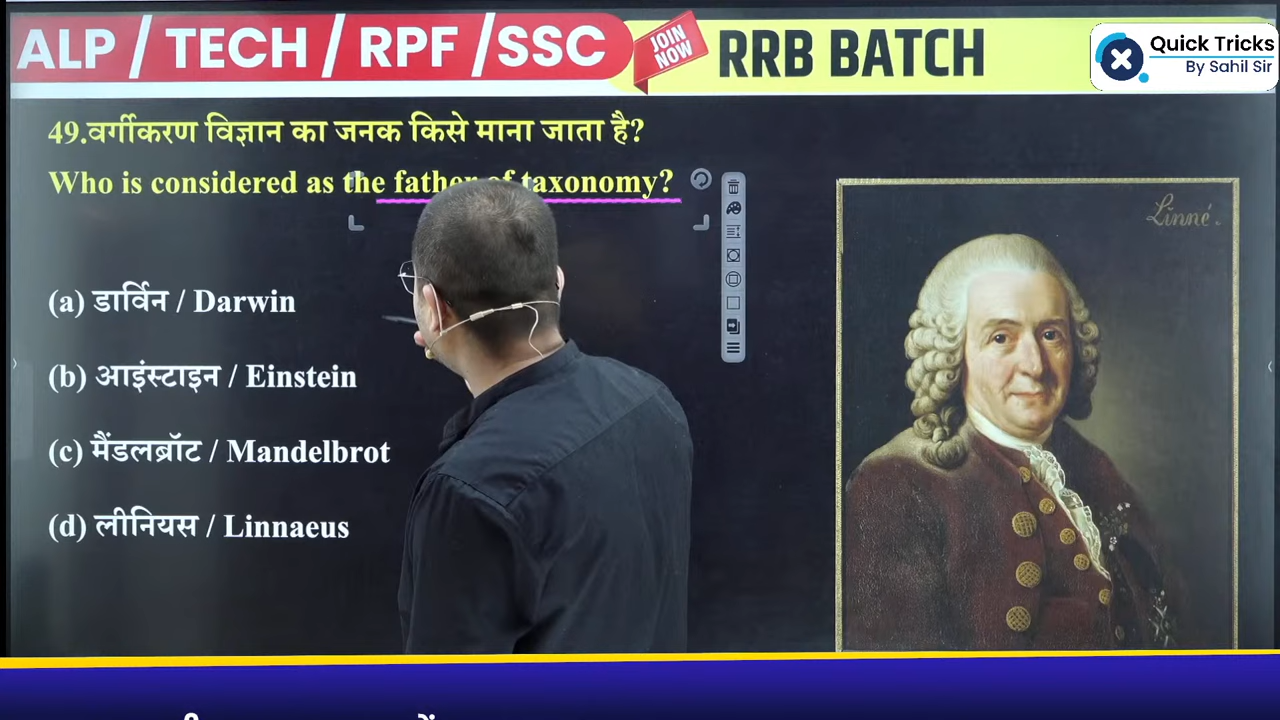 ALP / TECH / RPF / SSC
JOIN NOW
RRB BATCH
Quick Tricks
By Sahil Sir
49.वर्गीकरण विज्ञान का जनक किसे माना जाता है?
Who is considered as the father of taxonomy?
Linné.
(a) डार्विन / Darwin
(b) आइंस्टाइन / Einstein
(c) मैंडलब्रॉट / Mandelbrot
(d) लीनियस / Linnaeus